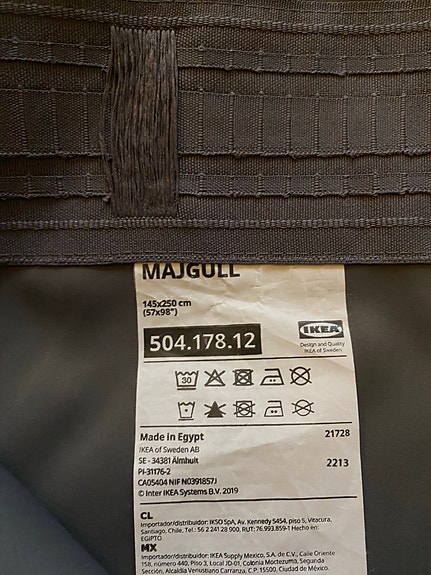 MAJGULL
145x250 cm
(57x98")
504.178.12
IKEA
Design and Quality
IKEA of Sweden
30
Made in Egypt
21728
IKEA of Sweden AB
SE - 34381 Älmhult
2213
PI-31176-2
CA05404 NIF N0391857J
© Inter IKEA Systems B.V. 2019
CL
Importador/distribuidor: IKSO SpA, Av. Kennedy 5454, piso 5, Vitacura,
Santiago, Chile, Tel.: 56 2 241 28 900, RUT: 76.993.859-1 Hecho en:
EGIPTO
MX
Importador/distribuidor: IKEA Supply Mexico, S.A. de C.V., Calle Oriente
158, número 440, Piso 3, Local JD-01, Colonia Moctezuma, Segunda
Sección, Alcaldía Venustiano Carranza, C.P. 15500, Ciudad de México.